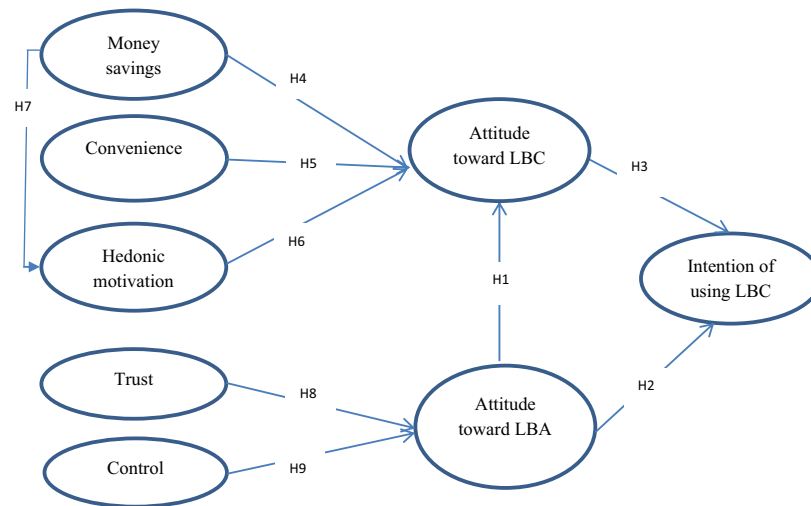 Money
savings
H4
H7
Convenience
Attitude
toward LBC
H5
H3
H6
Hedonic
motivation
Intention of
using LBC
H1
Trust
H8
Attitude
toward LBA
H2
Control
H9